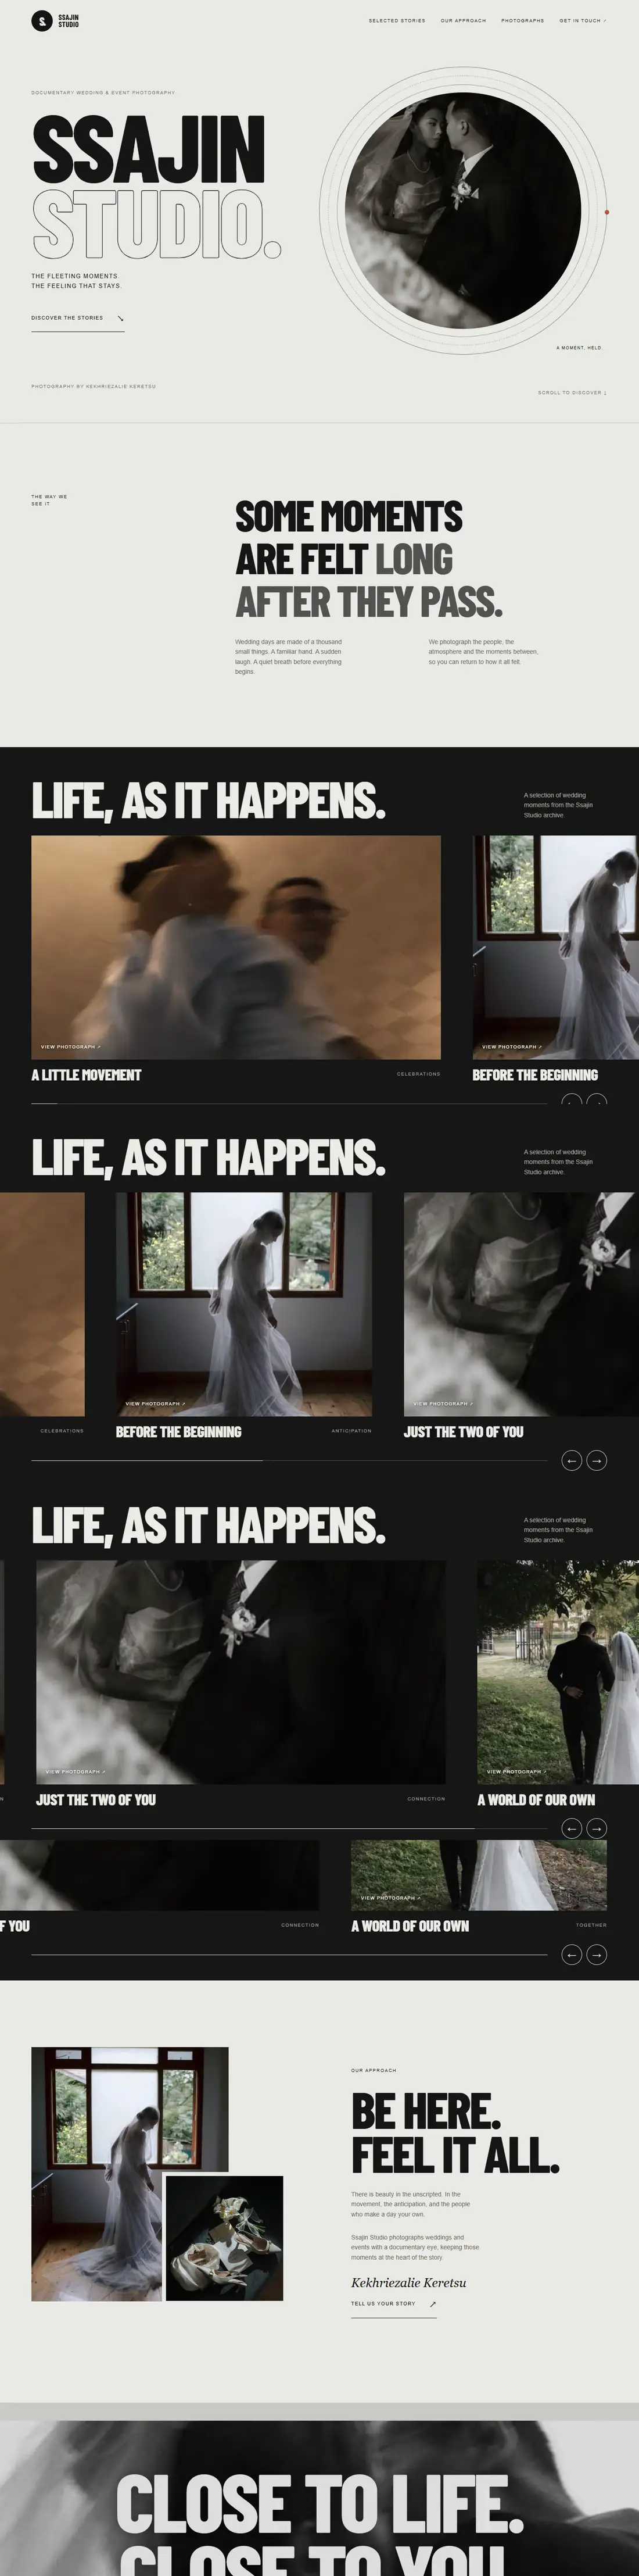 SSAJIN
STUDIO
SELECTED STORIES
OUR APPROACH
PHOTOGRAPHS
GET IN TOUCH ↗
DOCUMENTARY WEDDING & EVENT PHOTOGRAPHY
SSAJIN
STUDIO.
THE FLEETING MOMENTS.
THE FEELING THAT STAYS.
DISCOVER THE STORIES ↘
A MOMENT, HELD.
PHOTOGRAPHY BY KEKHRIEZALIE KERETSU
SCROLL TO DISCOVER ↓
THE WAY WE
SEE IT
SOME MOMENTS
ARE FELT LONG
AFTER THEY PASS.
Wedding days are made of a thousand
small things. A familiar hand. A sudden
laugh. A quiet breath before everything
begins.
We photograph the people, the
atmosphere and the moments between,
so you can return to how it all felt.
LIFE, AS IT HAPPENS.
A selection of wedding
moments from the Ssajin
Studio archive.
VIEW PHOTOGRAPH ↗
VIEW PHOTOGRAPH ↗
A LITTLE MOVEMENT
CELEBRATIONS
BEFORE THE BEGINNING
LIFE, AS IT HAPPENS.
A selection of wedding
moments from the Ssajin
Studio archive.
VIEW PHOTOGRAPH ↗
VIEW PHOTOGRAPH ↗
CELEBRATIONS
BEFORE THE BEGINNING
ANTICIPATION
JUST THE TWO OF YOU
← →
LIFE, AS IT HAPPENS.
A selection of wedding
moments from the Ssajin
Studio archive.
VIEW PHOTOGRAPH ↗
VIEW PHOTOGRAPH ↗
N
JUST THE TWO OF YOU
CONNECTION
A WORLD OF OUR OWN
← →
VIEW PHOTOGRAPH ↗
F YOU
CONNECTION
A WORLD OF OUR OWN
TOGETHER
← →
OUR APPROACH
BE HERE.
FEEL IT ALL.
There is beauty in the unscripted. In the
movement, the anticipation, and the people
who make a day your own.
Ssajin Studio photographs weddings and
events with a documentary eye, keeping those
moments at the heart of the story.
Kekhriezalie Keretsu
TELL US YOUR STORY ↗
CLOSE TO LIFE.
CLOSE TO YOU